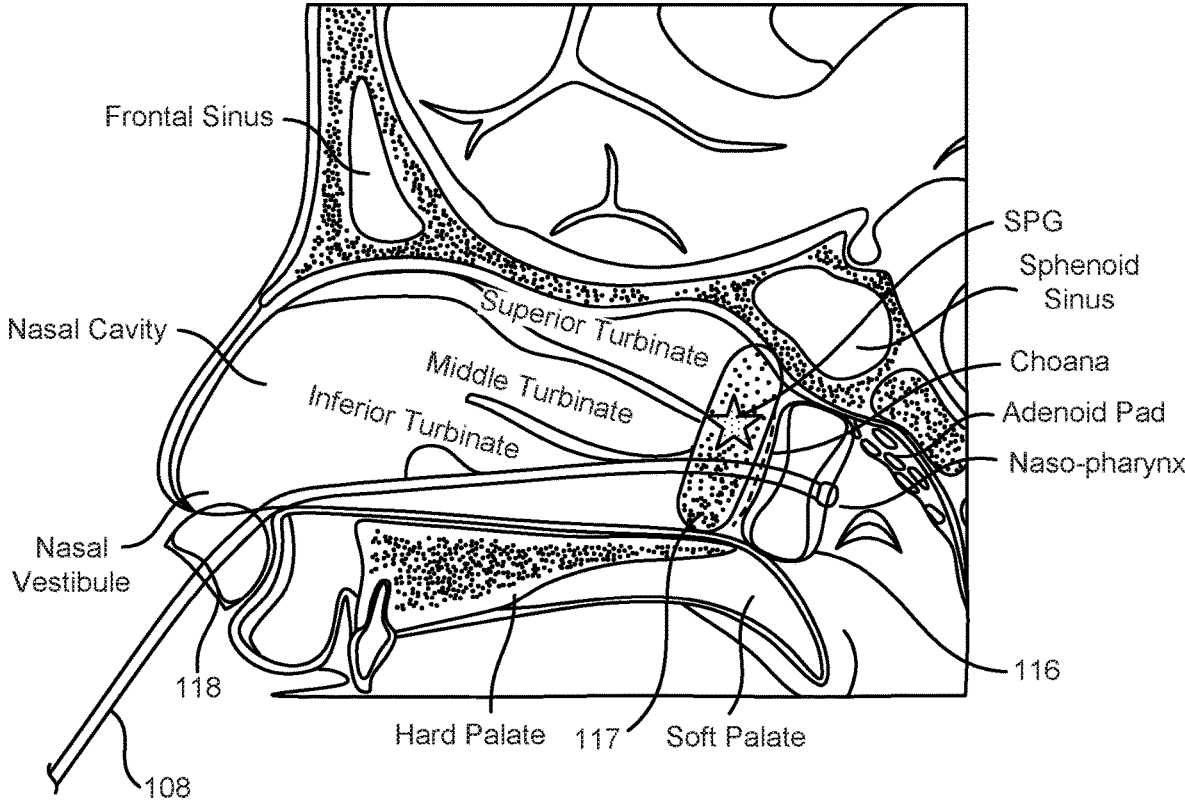 Frontal Sinus
SPG
Sphenoid
Sinus
Superior Turbinate
Nasal Cavity
Middle Turbinate
Choana
Inferior Turbinate
Adenoid Pad
Naso-pharynx
Nasal
Vestibule
118
116
Hard Palate
117
Soft Palate
108